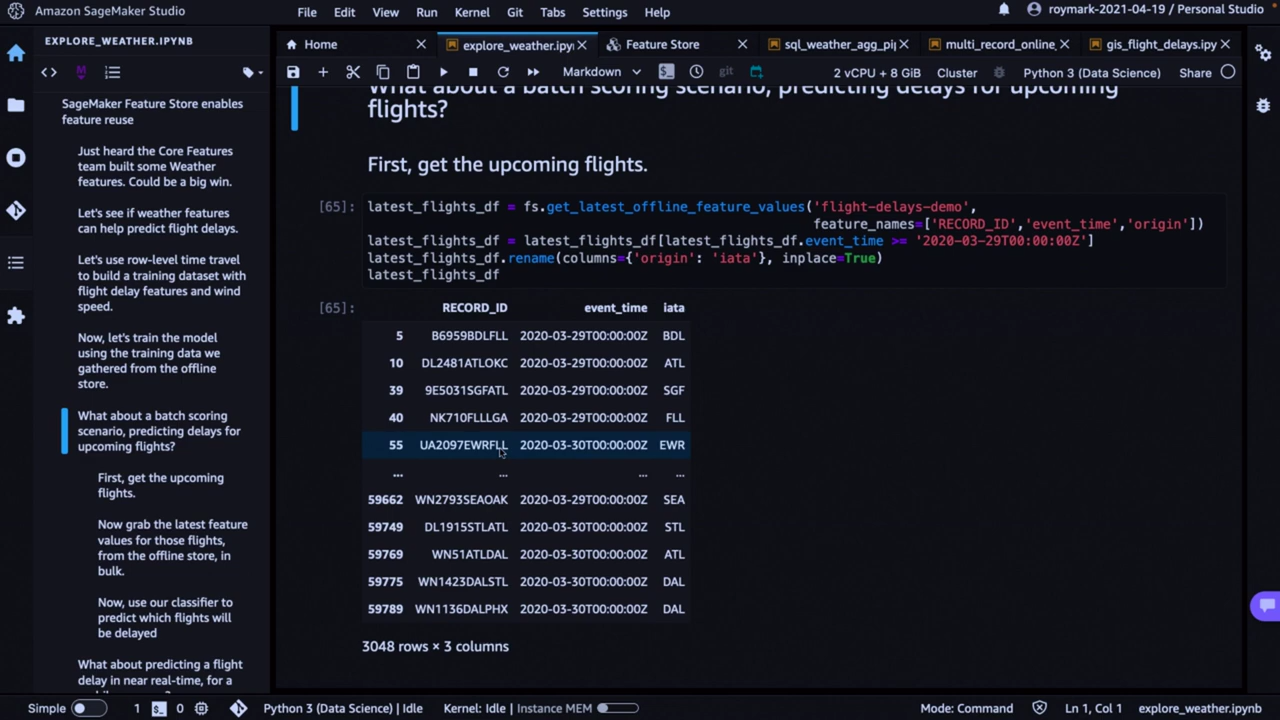 Amazon SageMaker Studio
File Edit View Run Kernel Git Tabs Settings Help
roymark-2021-04-19 / Personal Studio
EXPLORE_WEATHER.IPYNB
SageMaker Feature Store enables
feature reuse
Just heard the Core Features
team built some Weather
features. Could be a big win.
Let's see if weather features
can help predict flight delays.
Let's use row-level time travel
to build a training dataset with
flight delay features and wind
speed.
Now, let's train the model
using the training data we
gathered from the offline
store.
What about a batch scoring
scenario, predicting delays for
upcoming flights?
First, get the upcoming
flights.
Now grab the latest feature
values for those flights,
from the offline store, in
bulk.
Now, use our classifier to
predict which flights will
be delayed
What about predicting a flight
delay in near real-time, for a
Home explore_weather.ipy Feature Store sql_weather_agg_pi multi_record_online_ gis_flight_delays.ipy
Markdown git 2 vCPU + 8 GiB Cluster Python 3 (Data Science) Share
What about a batch scoring scenario, predicting delays for upcoming
flights?
First, get the upcoming flights.
[65]: latest_flights_df = fs.get_latest_offline_feature_values('flight-delays-demo',
feature_names=['RECORD_ID','event_time','origin'])
latest_flights_df = latest_flights_df[latest_flights_df.event_time >= '2020-03-29T00:00:00Z']
latest_flights_df.rename(columns={'origin': 'iata'}, inplace=True)
latest_flights_df
[65]: RECORD_ID event_time iata
5 B6959BDLFLL 2020-03-29T00:00:00Z BDL
10 DL2481ATLOKC 2020-03-29T00:00:00Z ATL
39 9E5031SGFATL 2020-03-29T00:00:00Z SGF
40 NK710FLLLGA 2020-03-29T00:00:00Z FLL
55 UA2097EWRFLL 2020-03-30T00:00:00Z EWR
... ... ... ...
59662 WN2793SEAOAK 2020-03-29T00:00:00Z SEA
59749 DL1915STLATL 2020-03-30T00:00:00Z STL
59769 WN51ATLDAL 2020-03-30T00:00:00Z ATL
59775 WN1423DALSTL 2020-03-30T00:00:00Z DAL
59789 WN1136DALPHX 2020-03-30T00:00:00Z DAL
3048 rows × 3 columns
Simple 1 0 Python 3 (Data Science) | Idle Kernel: Idle | Instance MEM Mode: Command Ln 1, Col 1 explore_weather.ipynb